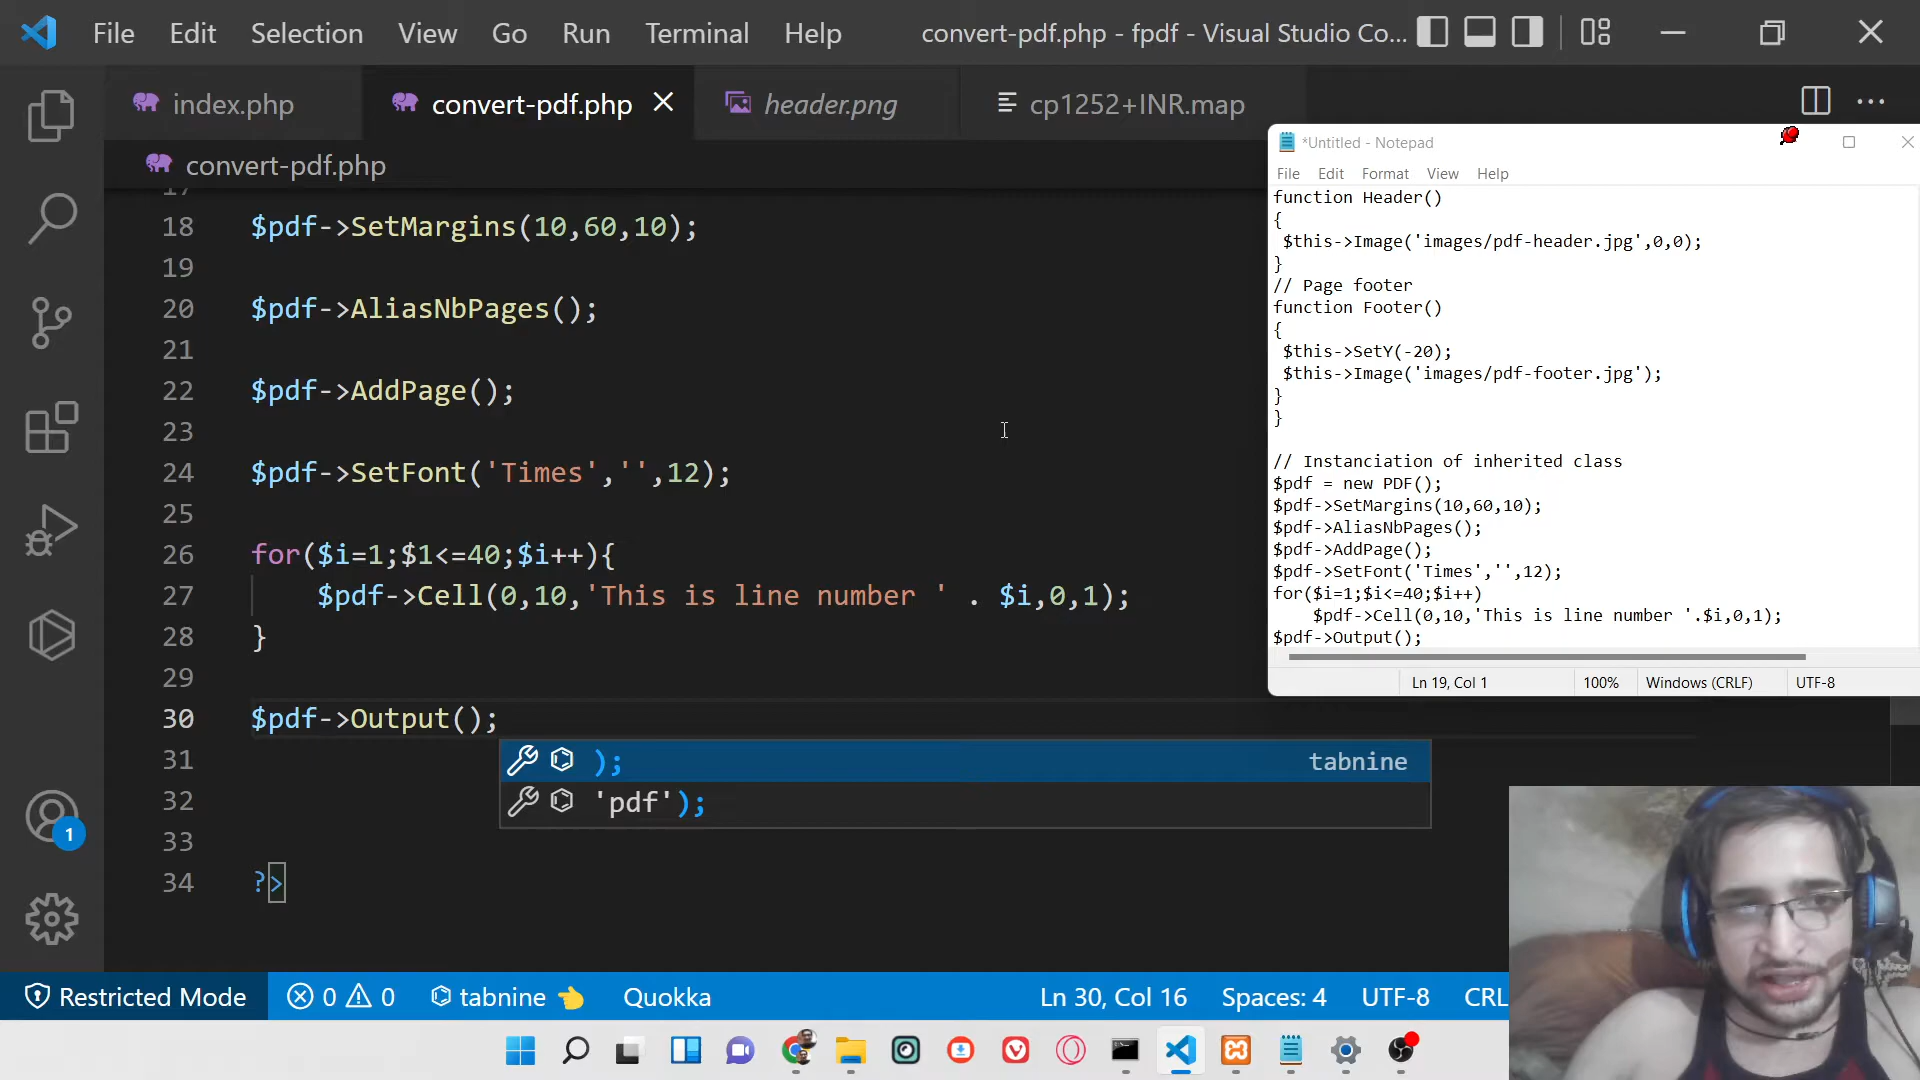 File Edit Selection View Go Run Terminal Help convert-pdf.php - fpdf - Visual Studio Co...
index.php convert-pdf.php header.png cp1252+INR.map
convert-pdf.php
17
18 $pdf->SetMargins(10,60,10);
19
20 $pdf->AliasNbPages();
21
22 $pdf->AddPage();
23
24 $pdf->SetFont('Times','',12);
25
26 for($i=1;$1<=40;$i++){
27 $pdf->Cell(0,10,'This is line number ' . $i,0,1);
28 }
29
30 $pdf->Output();
31 ); tabnine
32 'pdf');
33
34 ?>
*Untitled - Notepad
File Edit Format View Help
function Header()
{
$this->Image('images/pdf-header.jpg',0,0);
}
// Page footer
function Footer()
{
$this->SetY(-20);
$this->Image('images/pdf-footer.jpg');
}
}
// Instanciation of inherited class
$pdf = new PDF();
$pdf->SetMargins(10,60,10);
$pdf->AliasNbPages();
$pdf->AddPage();
$pdf->SetFont('Times','',12);
for($i=1;$i<=40;$i++)
$pdf->Cell(0,10,'This is line number '.$i,0,1);
$pdf->Output();
Ln 19, Col 1 100% Windows (CRLF) UTF-8
1
Restricted Mode 0 0 tabnine Quokka Ln 30, Col 16 Spaces: 4 UTF-8 CRL